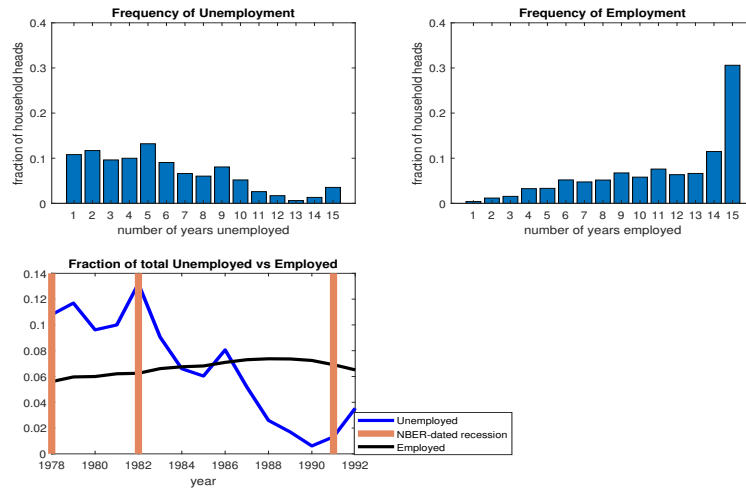 Frequency of Unemployment
0.4
0.3
0.2
0.1
0
fraction of household heads
1 2 3 4 5 6 7 8 9 10 11 12 13 14 15
number of years unemployed
Frequency of Employment
0.4
0.3
0.2
0.1
0
fraction of household heads
1 2 3 4 5 6 7 8 9 10 11 12 13 14 15
number of years employed
Fraction of total Unemployed vs Employed
0.14
0.12
0.1
0.08
0.06
0.04
0.02
0
1978 1980 1982 1984 1986 1988 1990 1992
year
Unemployed
NBER-dated recession
Employed